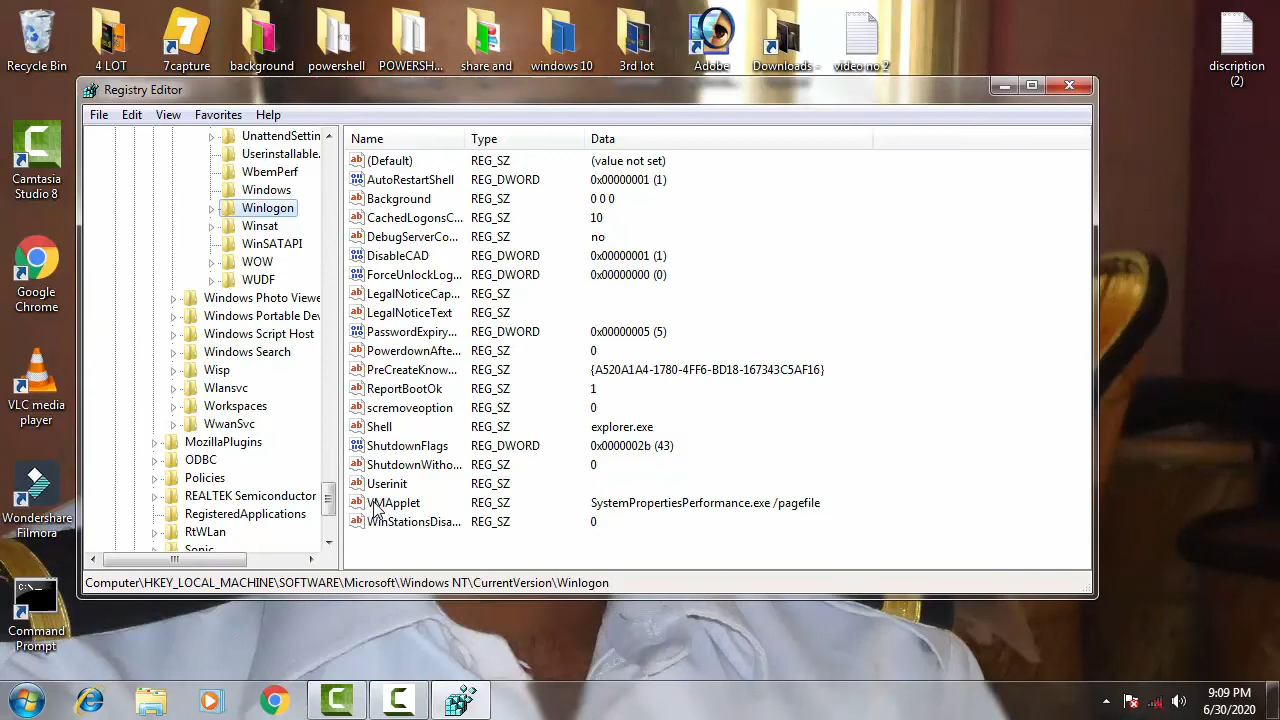 Recycle Bin
4 LOT
7capture
background
powershell
POWERSH...
share and
windows 10
3rd lot
Adobe
Downloads -
video no 2
discription
(2)
Camtasia
Studio 8
Google
Chrome
VLC media
player
Wondershare
Filmora
Command
Prompt
Registry Editor
File Edit View Favorites Help
UnattendSettin
Userinstallable.
WbemPerf
Windows
Winlogon
Winsat
WinSATAPI
WOW
WUDF
Windows Photo Viewe
Windows Portable Dev
Windows Script Host
Windows Search
Wisp
Wlansvc
Workspaces
WwanSvc
MozillaPlugins
ODBC
Policies
REALTEK Semiconductor
RegisteredApplications
RtWLan
Sonic
Name Type Data
(Default) REG_SZ (value not set)
AutoRestartShell REG_DWORD 0x00000001 (1)
Background REG_SZ 0 0 0
CachedLogonsC... REG_SZ 10
DebugServerCo... REG_SZ no
DisableCAD REG_DWORD 0x00000001 (1)
ForceUnlockLog... REG_DWORD 0x00000000 (0)
LegalNoticeCap... REG_SZ
LegalNoticeText REG_SZ
PasswordExpiry... REG_DWORD 0x00000005 (5)
PowerdownAfte... REG_SZ 0
PreCreateKnow... REG_SZ {A520A1A4-1780-4FF6-BD18-167343C5AF16}
ReportBootOk REG_SZ 1
scremoveoption REG_SZ 0
Shell REG_SZ explorer.exe
ShutdownFlags REG_DWORD 0x0000002b (43)
ShutdownWitho... REG_SZ 0
Userinit REG_SZ
VMApplet REG_SZ SystemPropertiesPerformance.exe /pagefile
WinStationsDisa... REG_SZ 0
Computer\HKEY_LOCAL_MACHINE\SOFTWARE\Microsoft\Windows NT\CurrentVersion\Winlogon
9:09 PM
6/30/2020